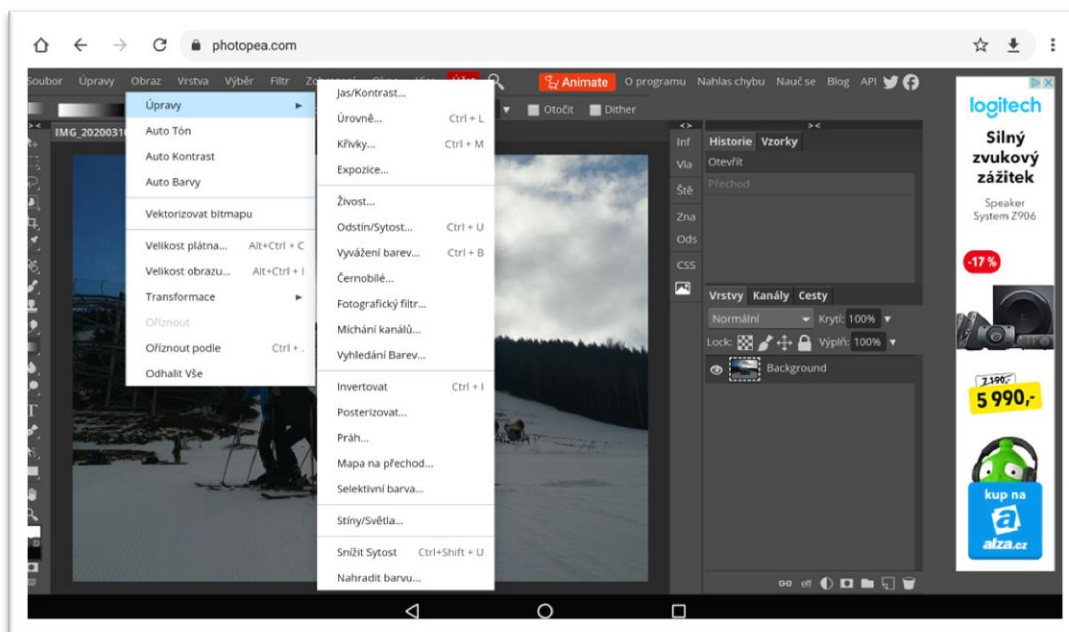 photopea.com
Soubor Úpravy Obraz Vrstva Výběr Filtr Animate O programu Nahlas chybu Nauč se Blog API
Otočit Dither
IMG_2020031
Úpravy
Auto Tón
Auto Kontrast
Auto Barvy
Vektorizovat bitmapu
Velikost plátna... Alt+Ctrl + C
Velikost obrazu... Alt+Ctrl + I
Transformace
Oříznout
Oříznout podle Ctrl + .
Odhalit Vše
Jas/Kontrast...
Úrovně... Ctrl + L
Křivky... Ctrl + M
Expozice...
Živost...
Odstín/Sytost... Ctrl + U
Vyvážení barev... Ctrl + B
Černobílé...
Fotografický filtr...
Míchání kanálů...
Vyhledání Barev...
Invertovat Ctrl + I
Posterizovat...
Práh...
Mapa na přechod...
Selektivní barva...
Stíny/Světla...
Snížit Sytost Ctrl+Shift + U
Nahradit barvu...
Inf
Vla
Ště
Zna
Ods
CSS
Historie Vzorky
Otevřít
Přechod
Vrstvy Kanály Cesty
Normální Krytí: 100%
Lock: Výplň: 100%
Background
eff
logitech
Silný
zvukový
zážitek
Speaker
System Z906
-17 %
7 190,-
5 990,-
kup na
alza.cz